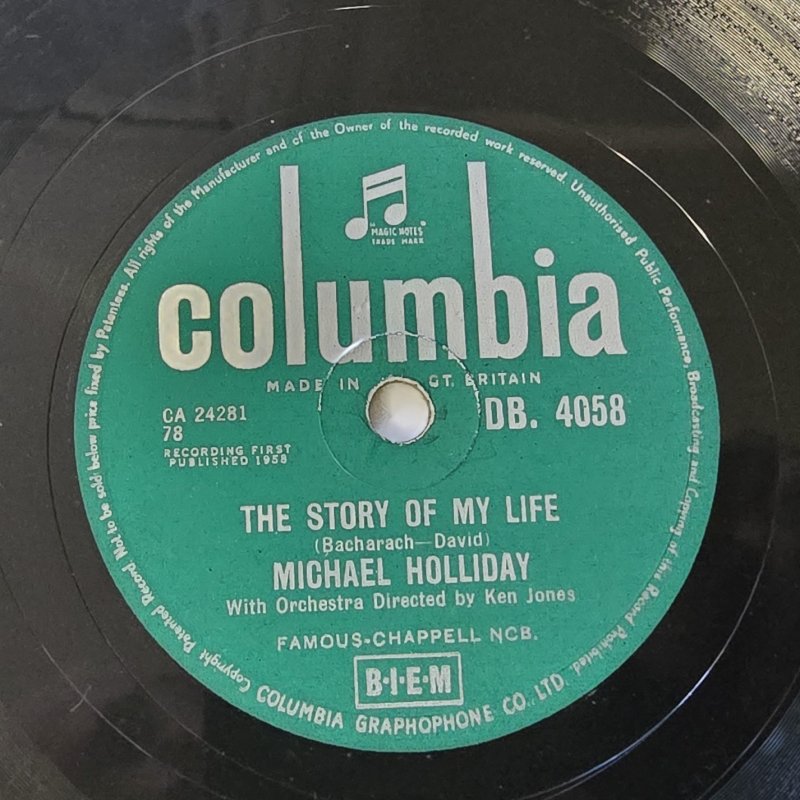 Copyright Patented Record Not to be sold below price fixed by Patentees. All rights of the Manufacturer and of the Owner of the recorded work reserved. Unauthorised Public Performance, Broadcasting and Copying of this Record Prohibited
"MAGIC NOTES"
TRADE MARK
columbia
MADE IN GT. BRITAIN
CA 24281
DB. 4058
78
RECORDING FIRST
PUBLISHED 1958
THE STORY OF MY LIFE
(Bacharach—David)
MICHAEL HOLLIDAY
With Orchestra Directed by Ken Jones
FAMOUS-CHAPPELL NCB.
B·I·E·M
COLUMBIA GRAPHOPHONE CO. LTD.